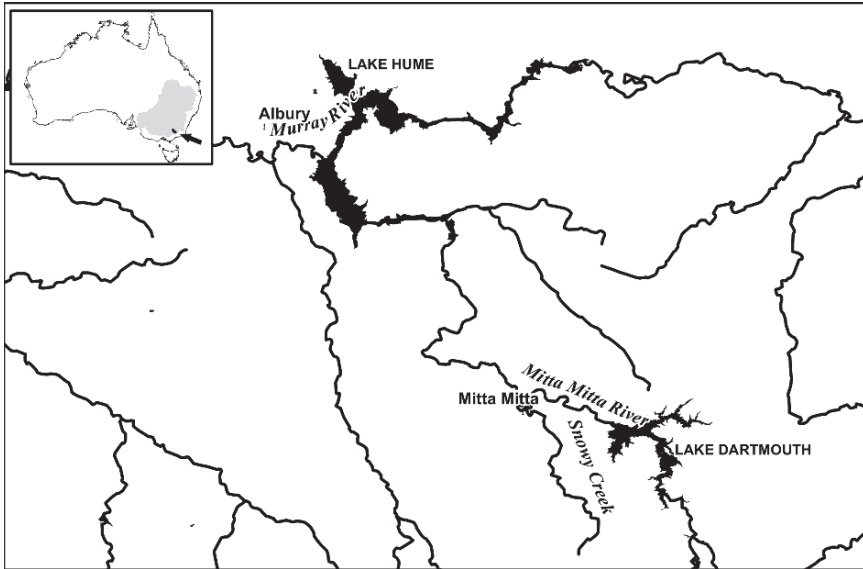 LAKE HUME
Albury
Murray River
Mitta Mitta River
Mitta Mitta
Snowy Creek
LAKE DARTMOUTH